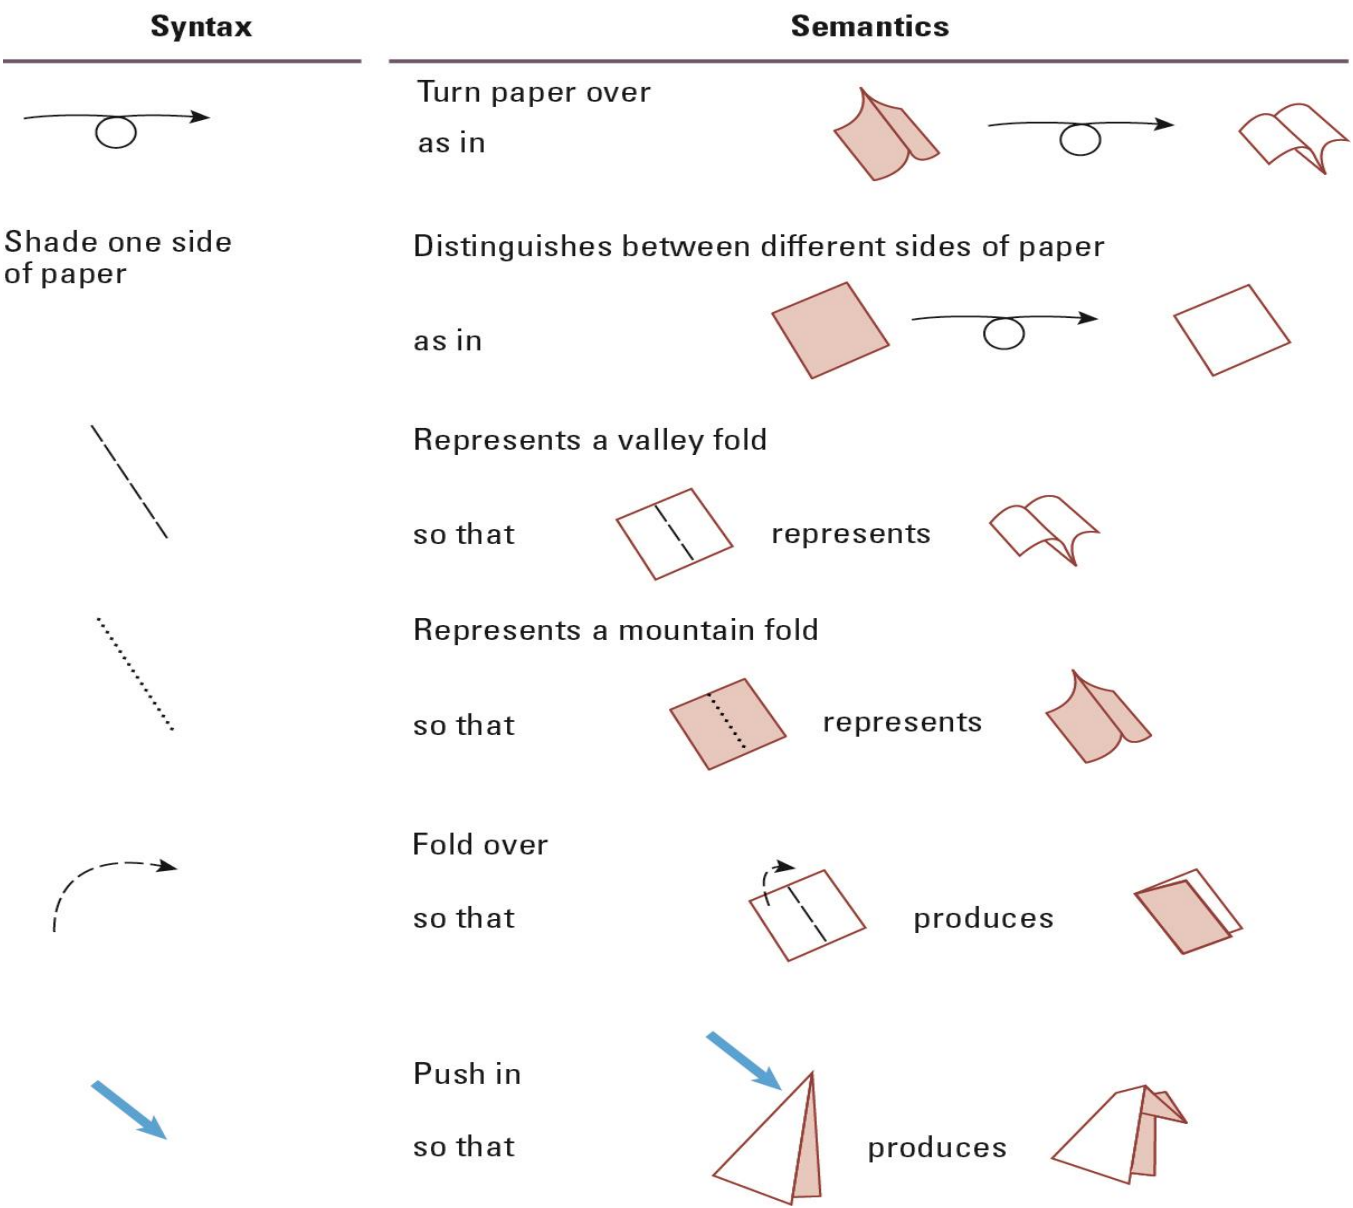 Syntax
Semantics
Turn paper over
as in
Shade one side
of paper
Distinguishes between different sides of paper
as in
Represents a valley fold
so that
represents
Represents a mountain fold
so that
represents
Fold over
so that
produces
Push in
so that
produces